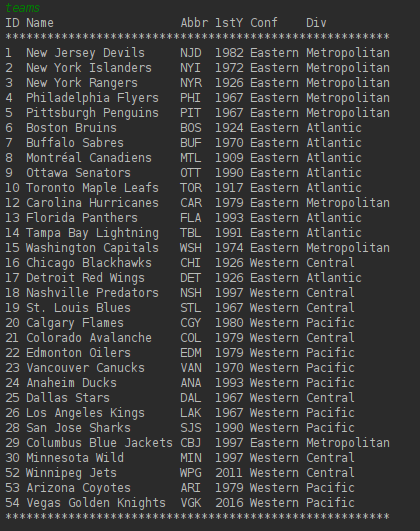 teams
ID Name Abbr 1stY Conf Div
*******************************************************
1 New Jersey Devils NJD 1982 Eastern Metropolitan
2 New York Islanders NYI 1972 Eastern Metropolitan
3 New York Rangers NYR 1926 Eastern Metropolitan
4 Philadelphia Flyers PHI 1967 Eastern Metropolitan
5 Pittsburgh Penguins PIT 1967 Eastern Metropolitan
6 Boston Bruins BOS 1924 Eastern Atlantic
7 Buffalo Sabres BUF 1970 Eastern Atlantic
8 Montréal Canadiens MTL 1909 Eastern Atlantic
9 Ottawa Senators OTT 1990 Eastern Atlantic
10 Toronto Maple Leafs TOR 1917 Eastern Atlantic
12 Carolina Hurricanes CAR 1979 Eastern Metropolitan
13 Florida Panthers FLA 1993 Eastern Atlantic
14 Tampa Bay Lightning TBL 1991 Eastern Atlantic
15 Washington Capitals WSH 1974 Eastern Metropolitan
16 Chicago Blackhawks CHI 1926 Western Central
17 Detroit Red Wings DET 1926 Eastern Atlantic
18 Nashville Predators NSH 1997 Western Central
19 St. Louis Blues STL 1967 Western Central
20 Calgary Flames CGY 1980 Western Pacific
21 Colorado Avalanche COL 1979 Western Central
22 Edmonton Oilers EDM 1979 Western Pacific
23 Vancouver Canucks VAN 1970 Western Pacific
24 Anaheim Ducks ANA 1993 Western Pacific
25 Dallas Stars DAL 1967 Western Central
26 Los Angeles Kings LAK 1967 Western Pacific
28 San Jose Sharks SJS 1990 Western Pacific
29 Columbus Blue Jackets CBJ 1997 Eastern Metropolitan
30 Minnesota Wild MIN 1997 Western Central
52 Winnipeg Jets WPG 2011 Western Central
53 Arizona Coyotes ARI 1979 Western Pacific
54 Vegas Golden Knights VGK 2016 Western Pacific
*******************************************************